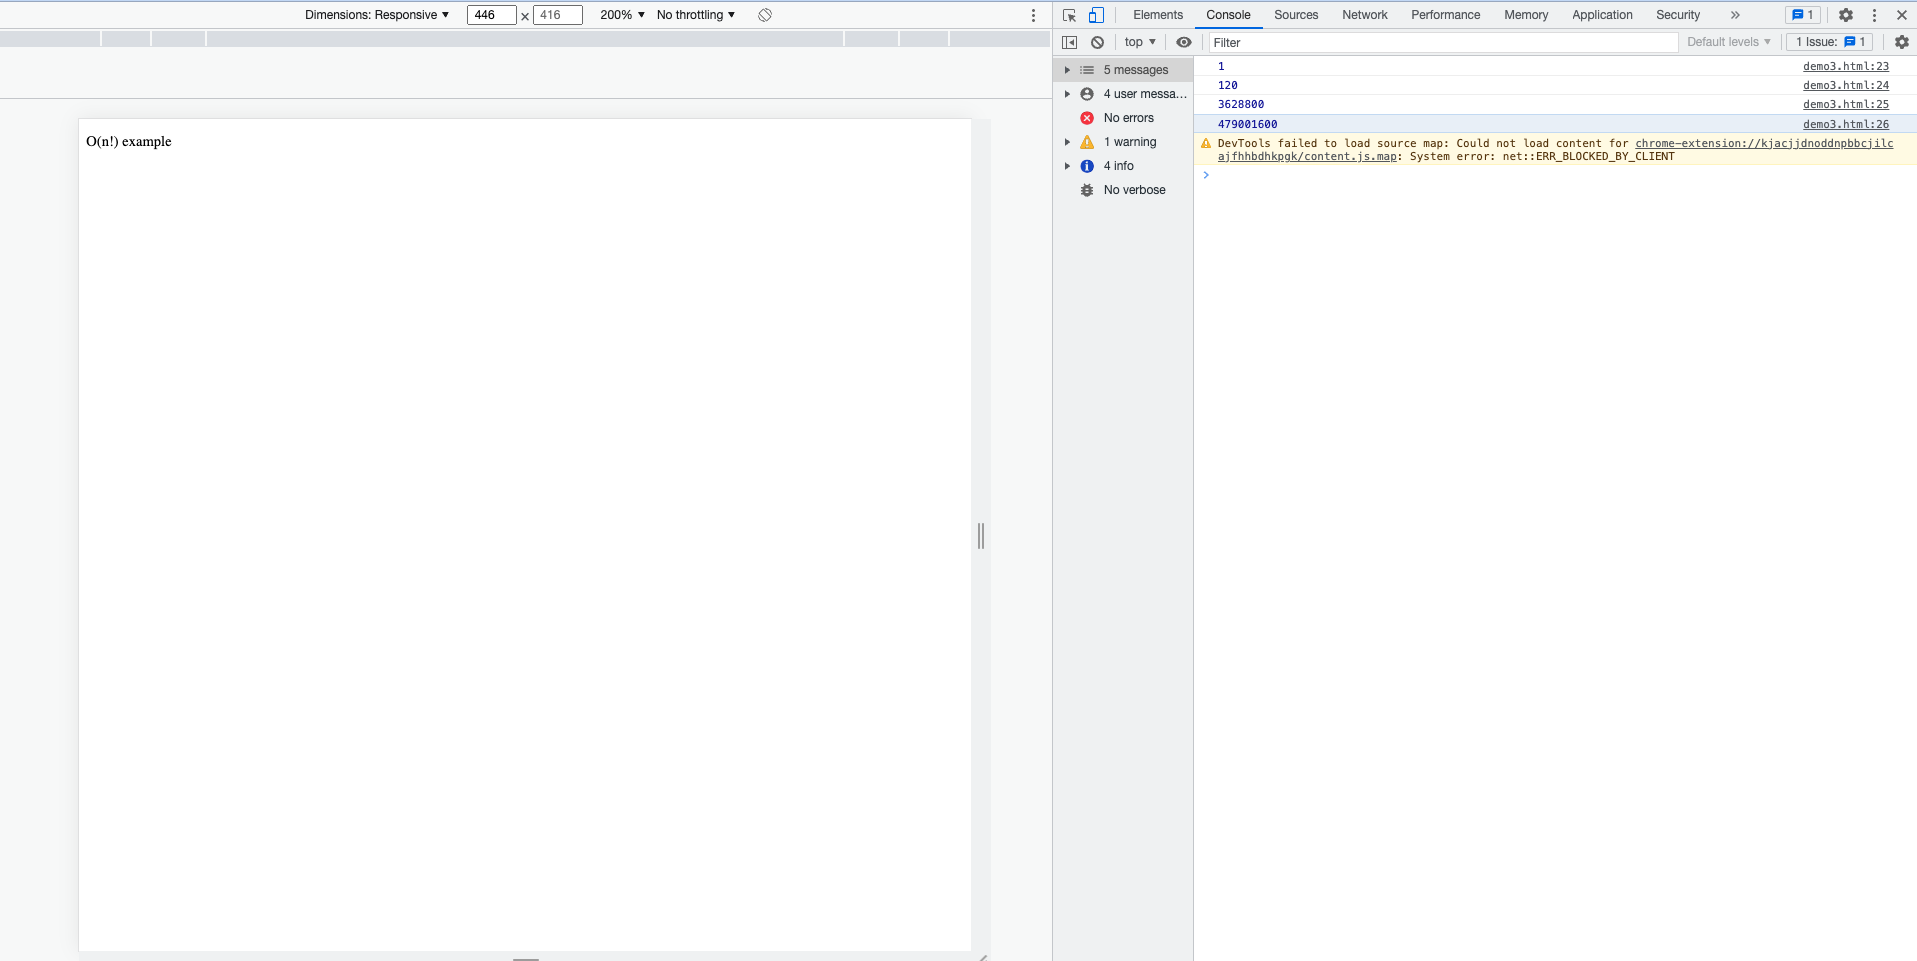 Dimensions: Responsive 446 × 416 200% No throttling
Elements Console Sources Network Performance Memory Application Security » 1
top Filter Default levels 1 Issue: 1
5 messages
4 user messa...
No errors
1 warning
4 info
No verbose
O(n!) example
1 demo3.html:23
120 demo3.html:24
3628800 demo3.html:25
479001600 demo3.html:26
DevTools failed to load source map: Could not load content for chrome-extension://kjacjjdnoddnpbbcjilc
ajfhhbdhkpgk/content.js.map: System error: net::ERR_BLOCKED_BY_CLIENT